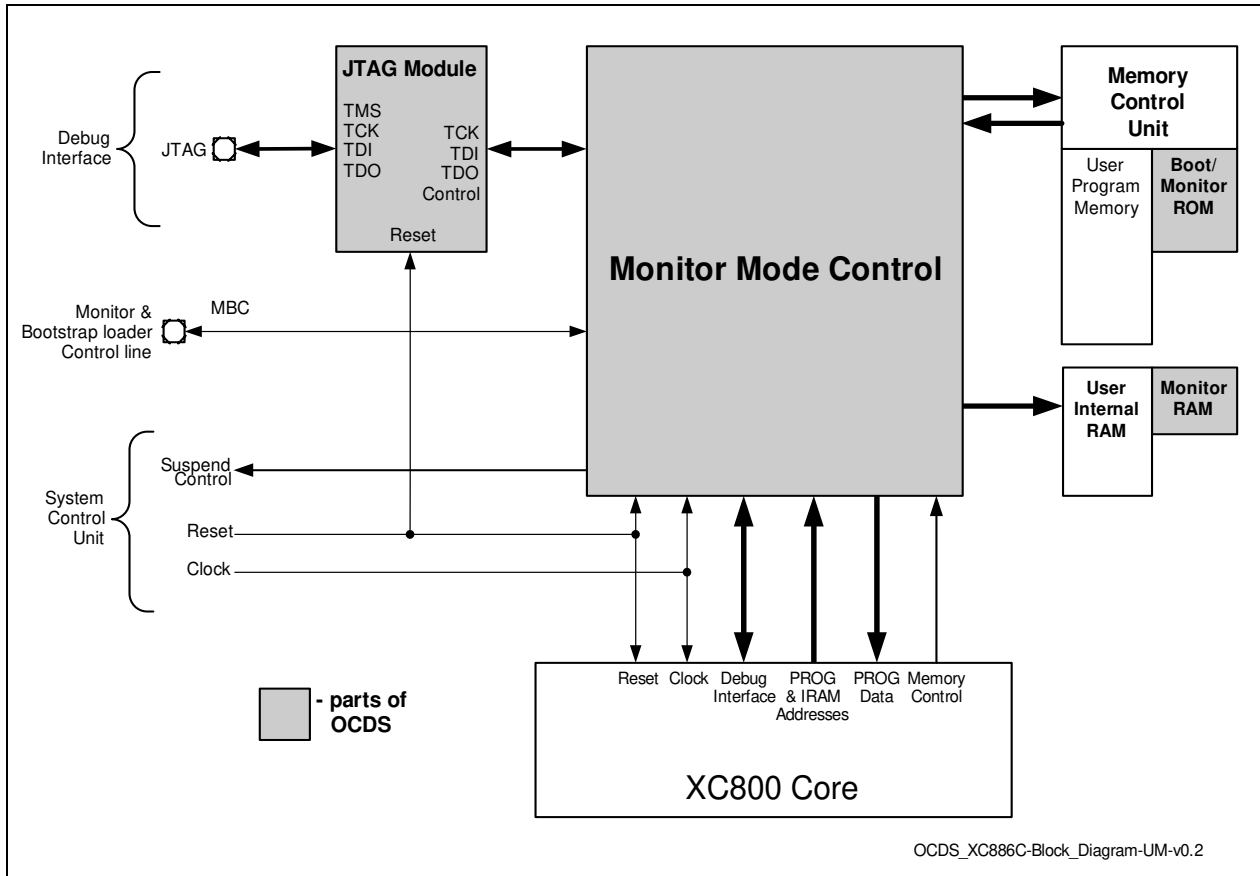 JTAG Module
TMS
TCK
TDI
TDO
TCK
TDI
TDO
Control
Reset
Debug
Interface
JTAG
Monitor Mode Control
Memory
Control
Unit
User
Program
Memory
Boot/
Monitor
ROM
MBC
Monitor &
Bootstrap loader
Control line
User
Internal
RAM
Monitor
RAM
System
Control
Unit
Suspend
Control
Reset
Clock
Reset
Clock
Debug
Interface
PROG
& IRAM
Addresses
PROG
Data
Memory
Control
XC800 Core
- parts of
OCDS
OCDS_XC886C-Block_Diagram-UM-v0.2